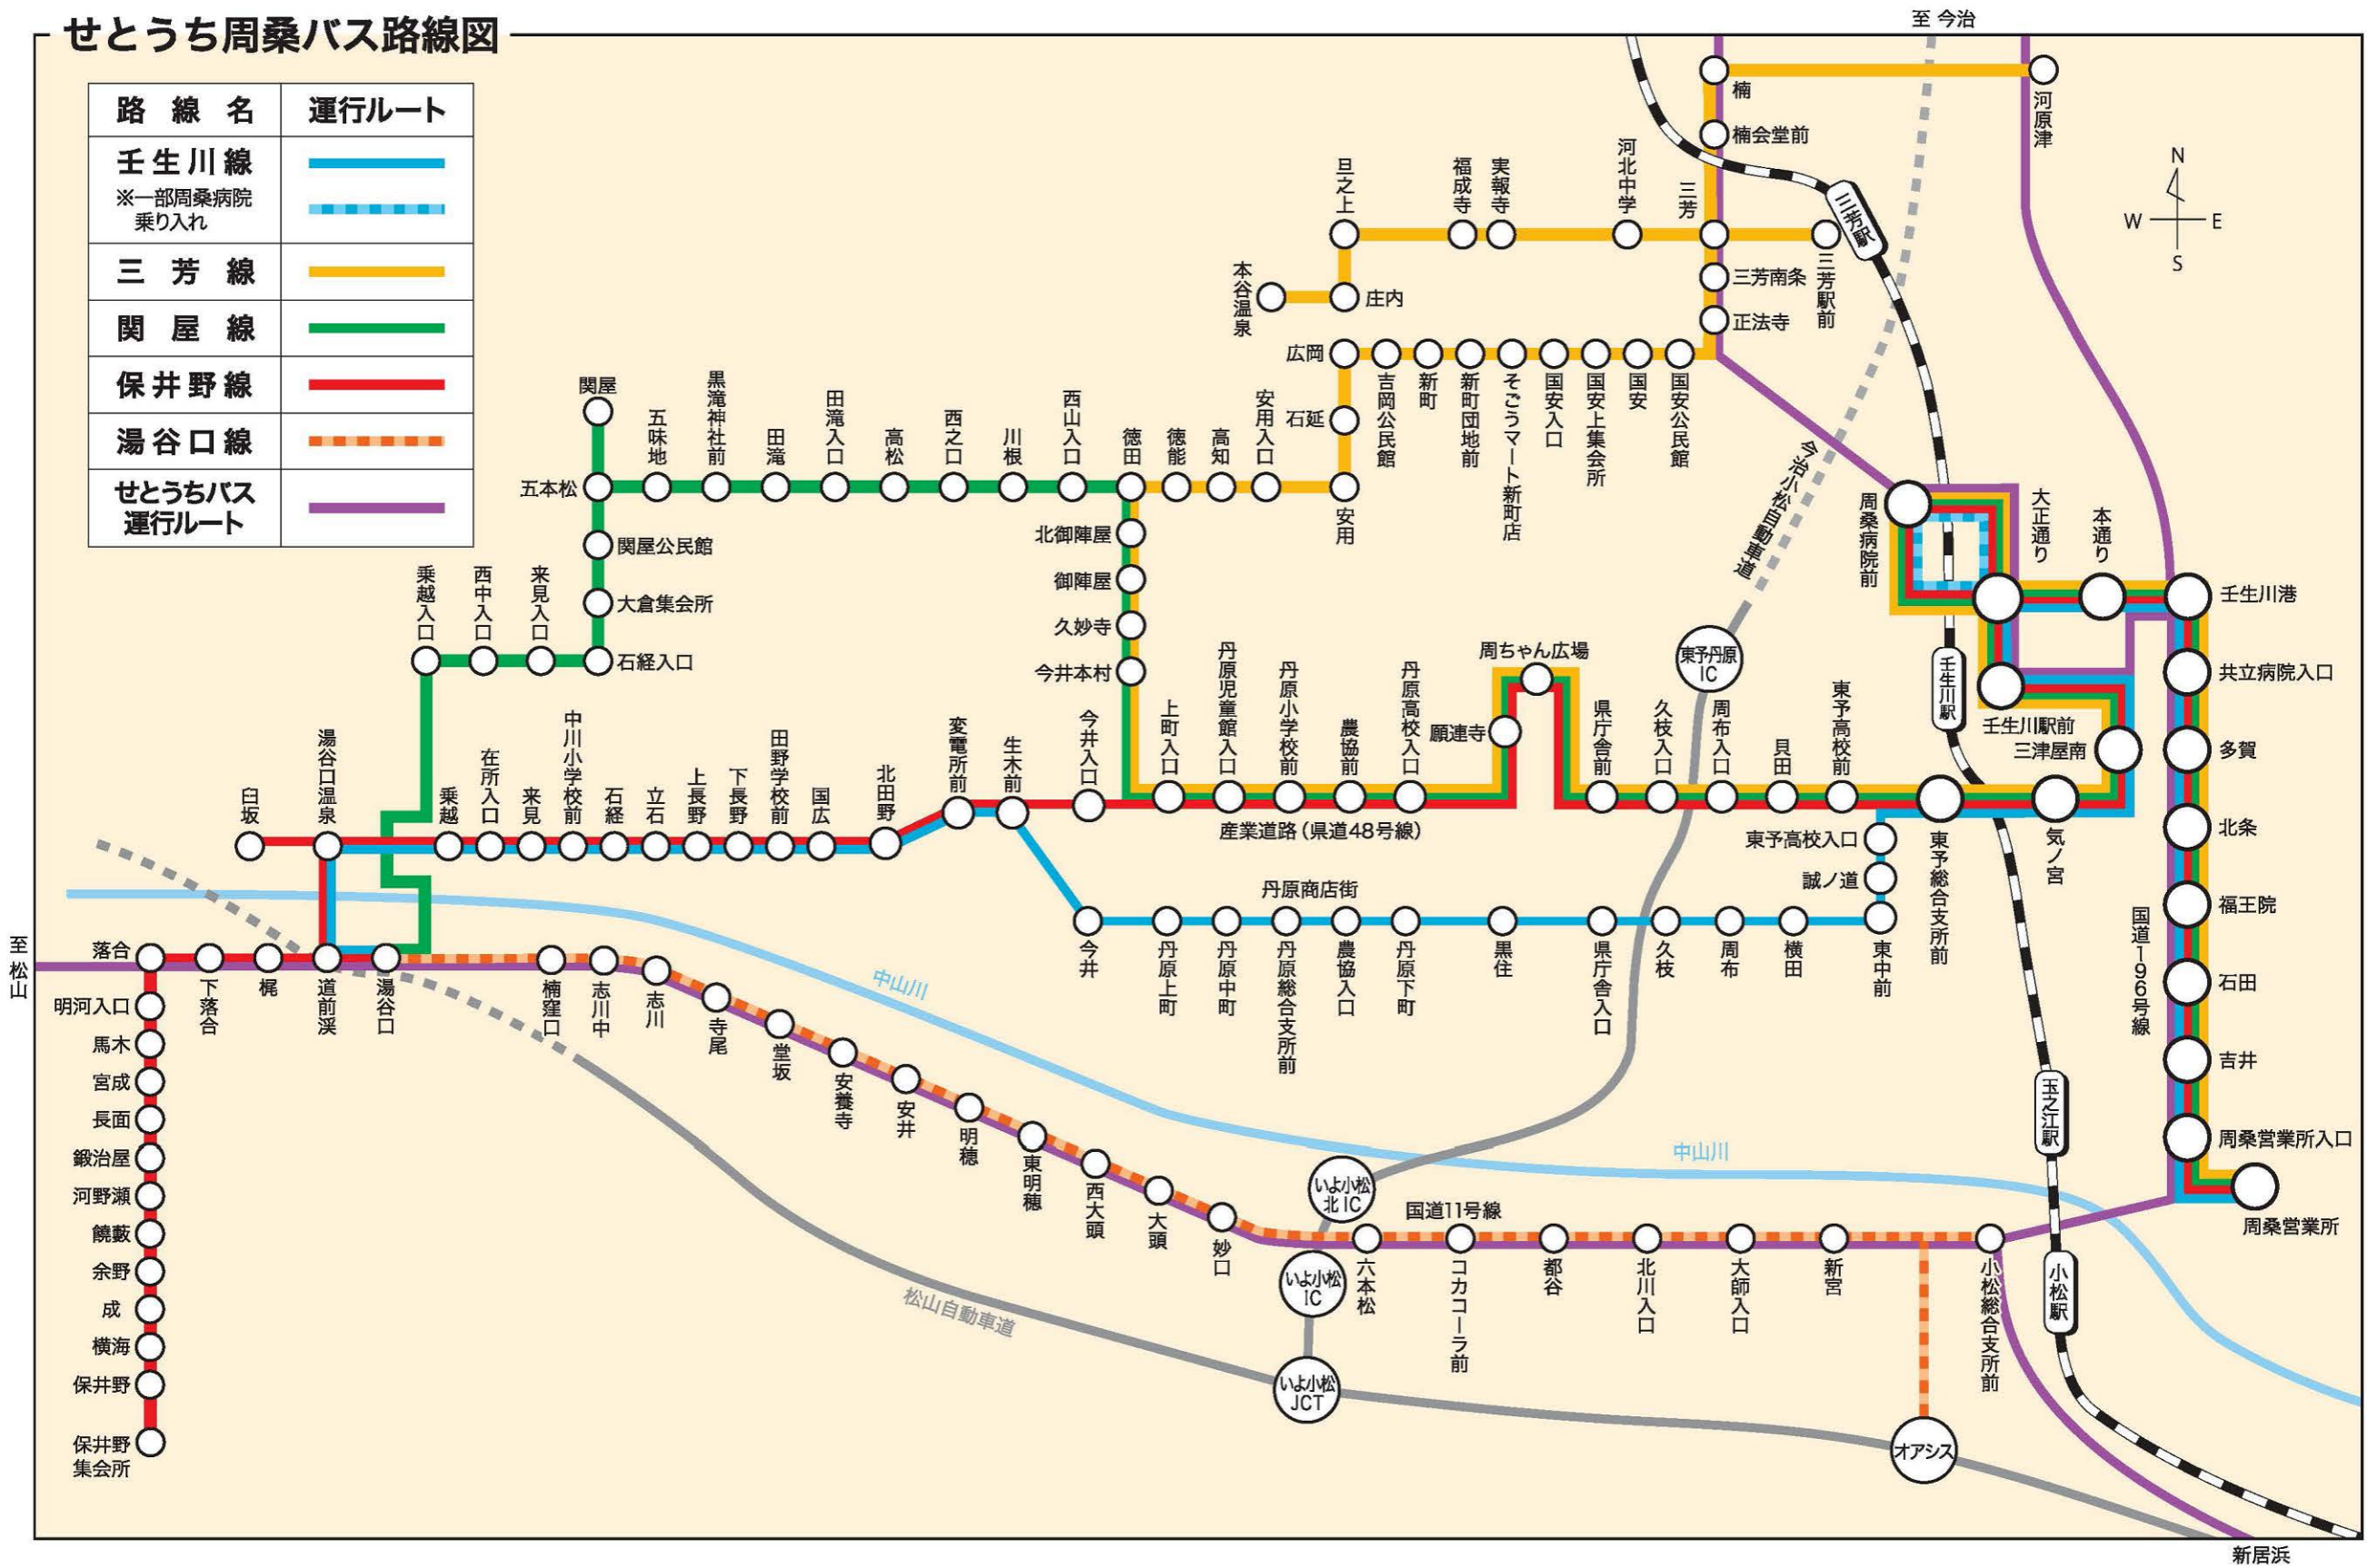 せとうち周桑バス路線図
至 今治
路線名
運行ルート
壬生川線
※一部周桑病院
乗り入れ
三芳線
関屋線
保井野線
湯谷口線
せとうちバス
運行ルート
N
W
E
S
楠
河原津
楠会堂前
旦之上
福成寺
実報寺
河北中学
三芳
三芳駅
三芳駅前
本谷温泉
庄内
三芳南条
正法寺
広岡
吉岡公民館
新町
新町団地前
そごうマート新町店
国安入口
国安上集会所
国安
国安公民館
石延
安用
関屋
五本松
五味地
黒滝神社前
田滝
田滝入口
高松
西之口
川根
西山入口
徳田
徳能
高知
安用入口
関屋公民館
大倉集会所
石経入口
乗越入口
西中入口
来見入口
北御陣屋
御陣屋
久妙寺
今井本村
今治小松自動車道
東予丹原
IC
周桑病院前
大正通り
本通り
壬生川港
壬生川駅
壬生川駅前
三津屋南
共立病院入口
多賀
北条
福王院
石田
吉井
周桑営業所入口
周桑営業所
国道196号線
臼坂
湯谷口温泉
乗越
在所入口
来見
中川小学校前
石経
立石
上長野
下長野
田野学校前
国広
北田野
変電所前
生木前
今井入口
上町入口
丹原児童館入口
丹原小学校前
農協前
丹原高校入口
願連寺
周ちゃん広場
県庁舎前
久枝入口
周布入口
貝田
東予高校前
東予総合支所前
気ノ宮
産業道路（県道48号線）
東予高校入口
誠ノ道
東中前
丹原商店街
今井
丹原上町
丹原中町
丹原総合支所前
農協入口
丹原下町
黒住
県庁舎入口
久枝
周布
横田
至松山
落合
下落合
梶
道前渓
湯谷口
楠窪口
志川中
志川
寺尾
堂坂
安養寺
安井
明穂
東明穂
西大頭
大頭
妙口
中山川
中山川
明河入口
馬木
宮成
長面
鍛治屋
河野瀬
饒藪
余野
成
横海
保井野
保井野
集会所
玉之江駅
いよ小松
北IC
いよ小松
IC
いよ小松
JCT
国道11号線
六本松
コカコーラ前
都谷
北川入口
大師入口
新宮
小松総合支所前
小松駅
松山自動車道
オアシス
新居浜